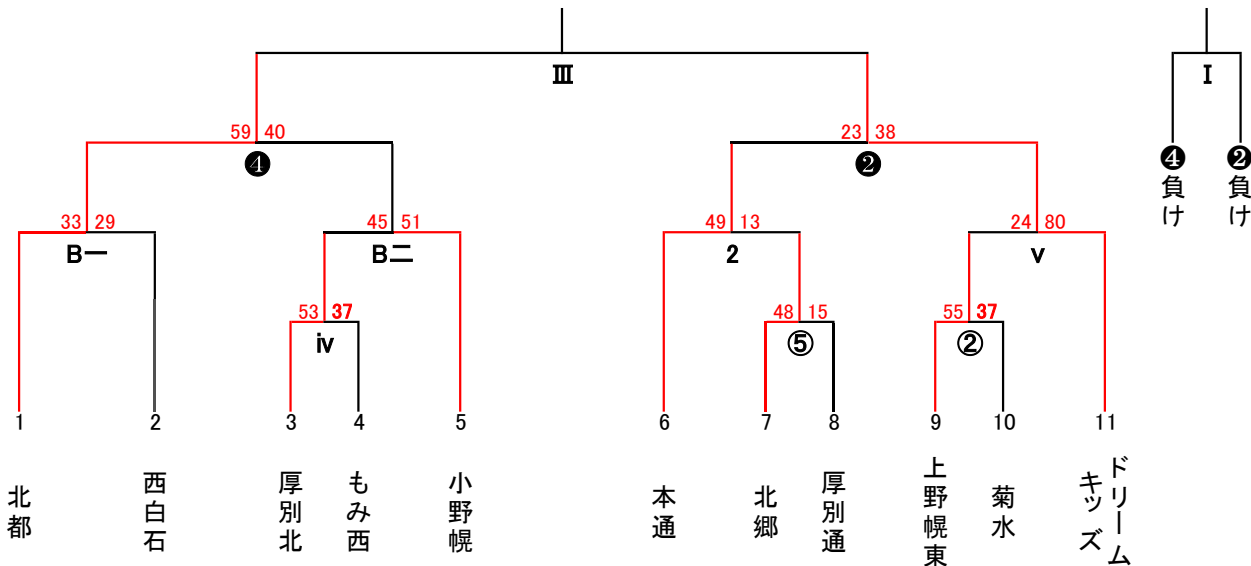 Ⅲ
Ⅰ
59 40
23 38
❹
❷
❹負け
❷負け
33 29
45 51
49 13
24 80
B一
B二
2
ⅴ
53 37
48 15
55 37
ⅳ
⑤
②
1 2 3 4 5 6 7 8 9 10 11
北都
西白石
厚別北
もみ西
小野幌
本通
北郷
厚別通
上野幌東
菊水
ドリーム
キッズ